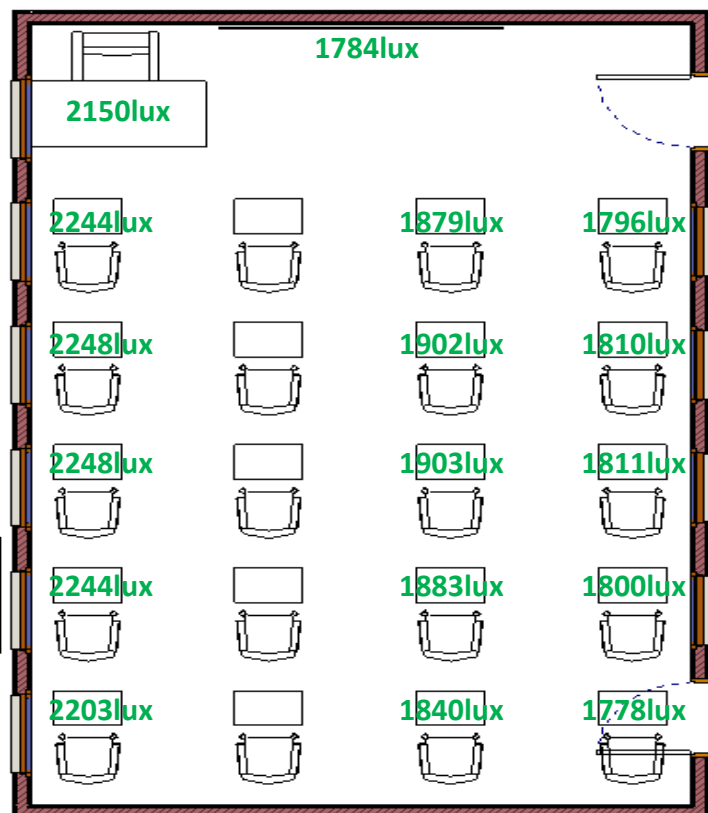 1784lux
2150lux
2244lux 1879lux 1796lux
2248lux 1902lux 1810lux
2248lux 1903lux 1811lux
2244lux 1883lux 1800lux
2203lux 1840lux 1778lux